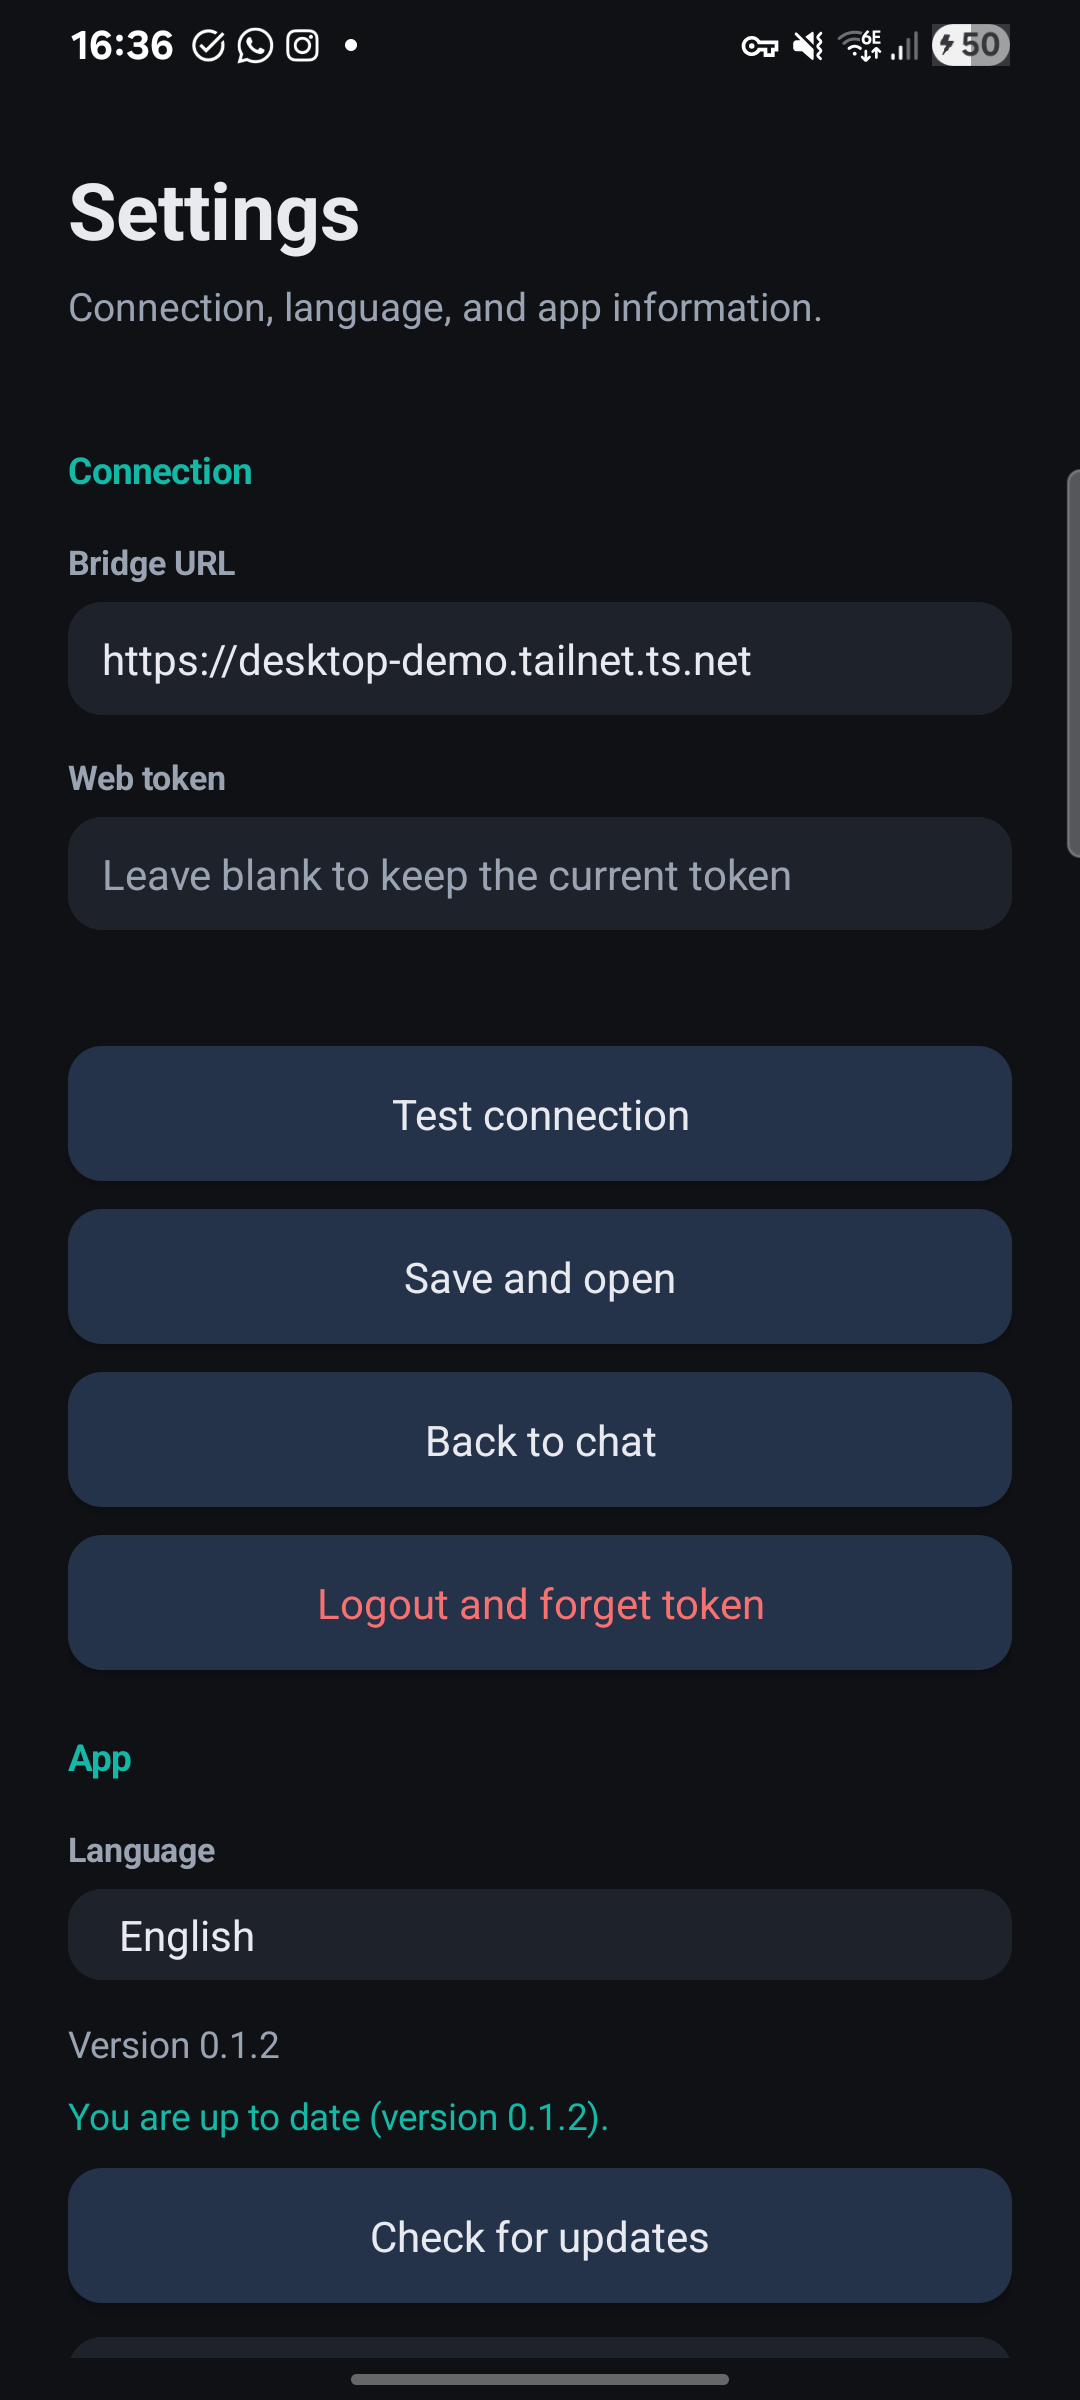 16:36
6E
50
Settings
Connection, language, and app information.
Connection
Bridge URL
https://desktop-demo.tailnet.ts.net
Web token
Leave blank to keep the current token
Test connection
Save and open
Back to chat
Logout and forget token
App
Language
English
Version 0.1.2
You are up to date (version 0.1.2).
Check for updates